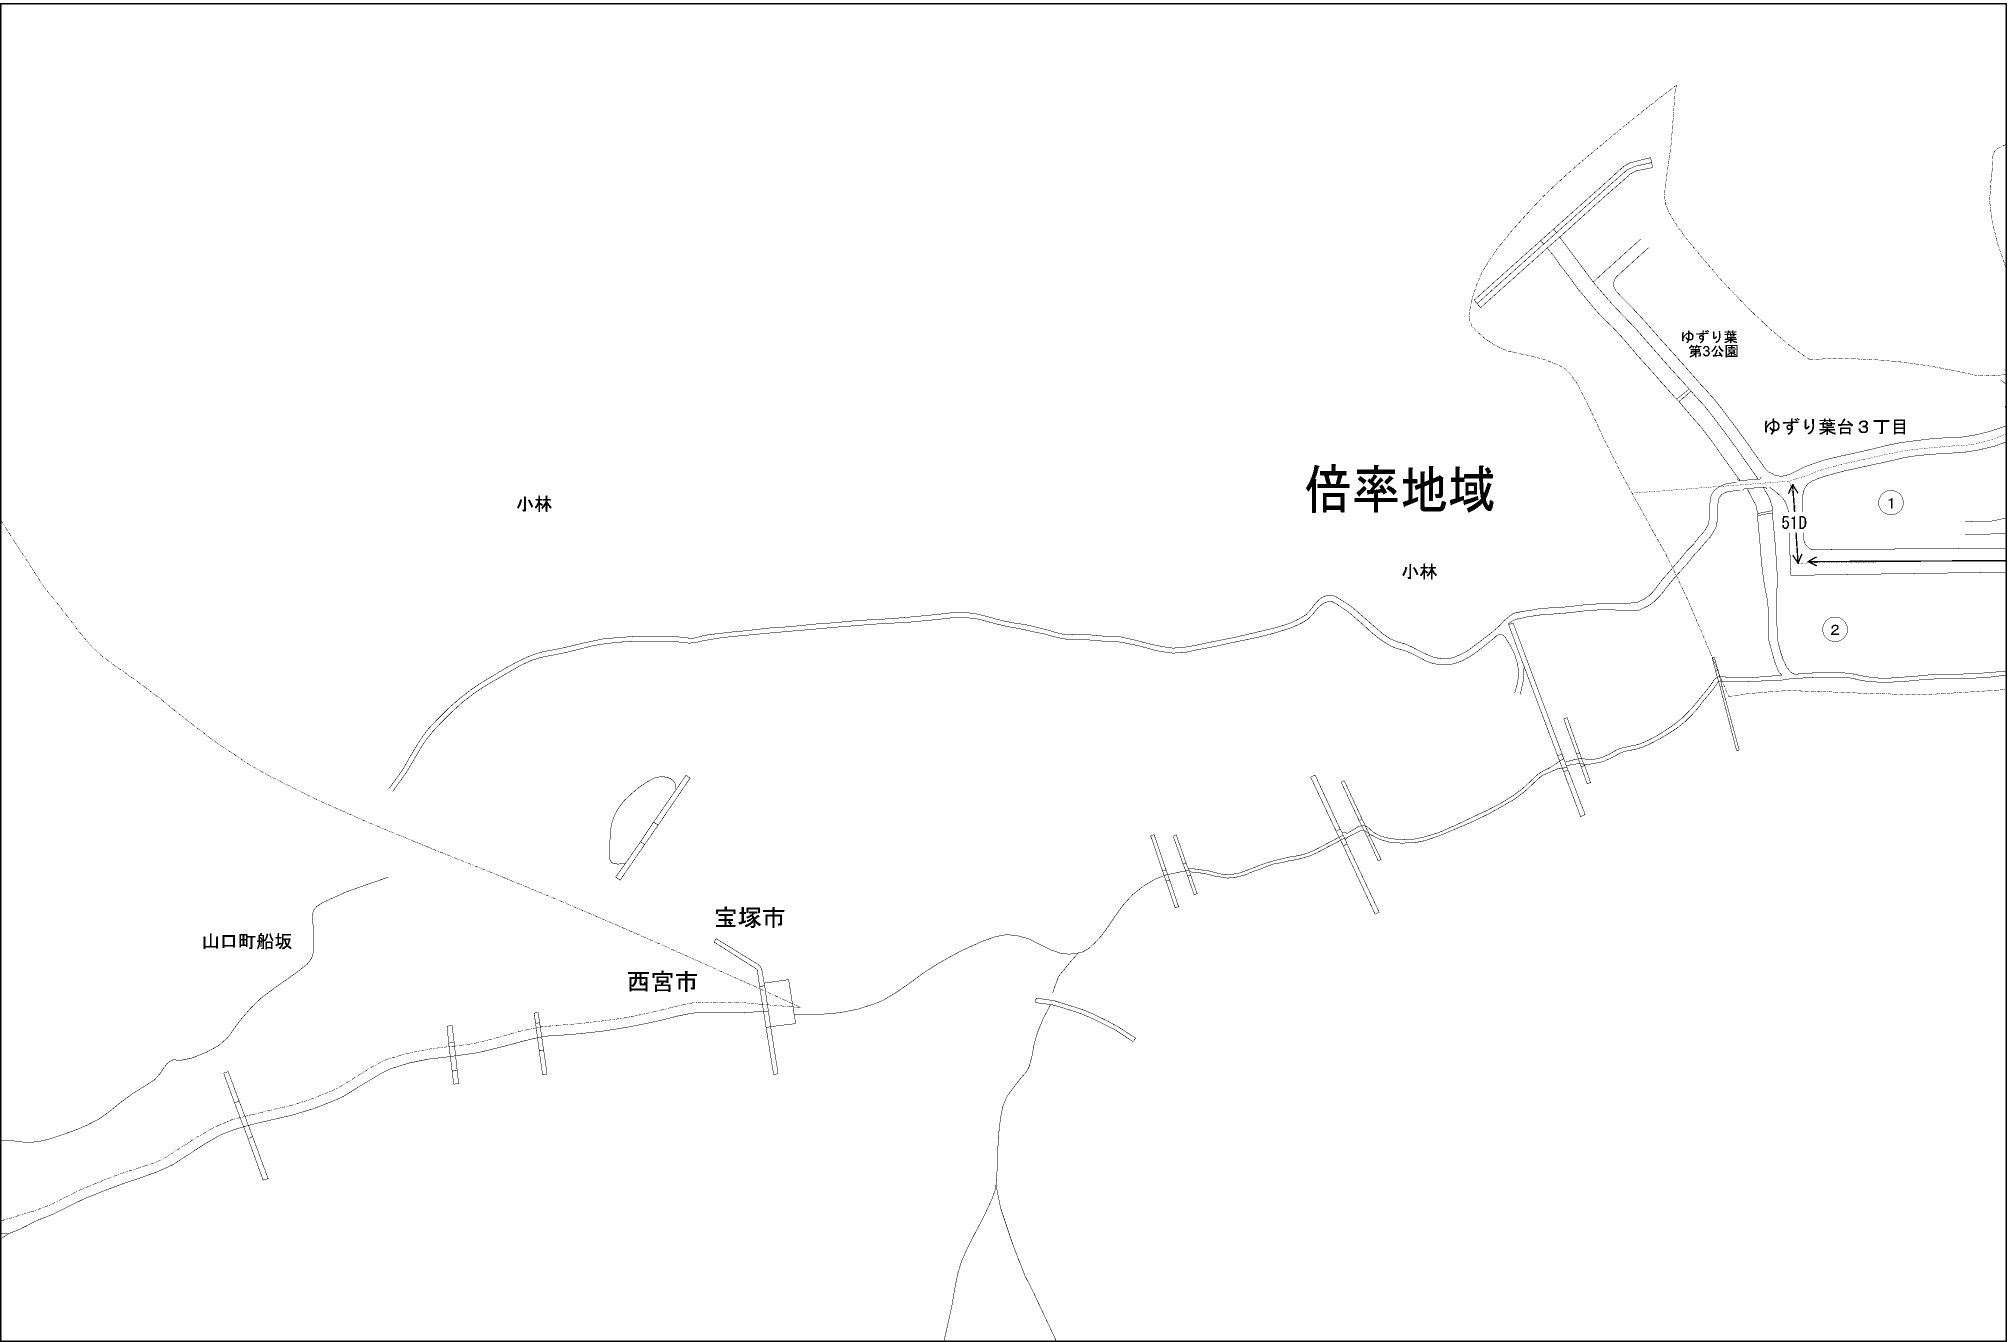 ゆずり葉
第3公園
ゆずり葉台３丁目
倍率地域
小林
①
51D
小林
②
宝塚市
山口町船坂
西宮市